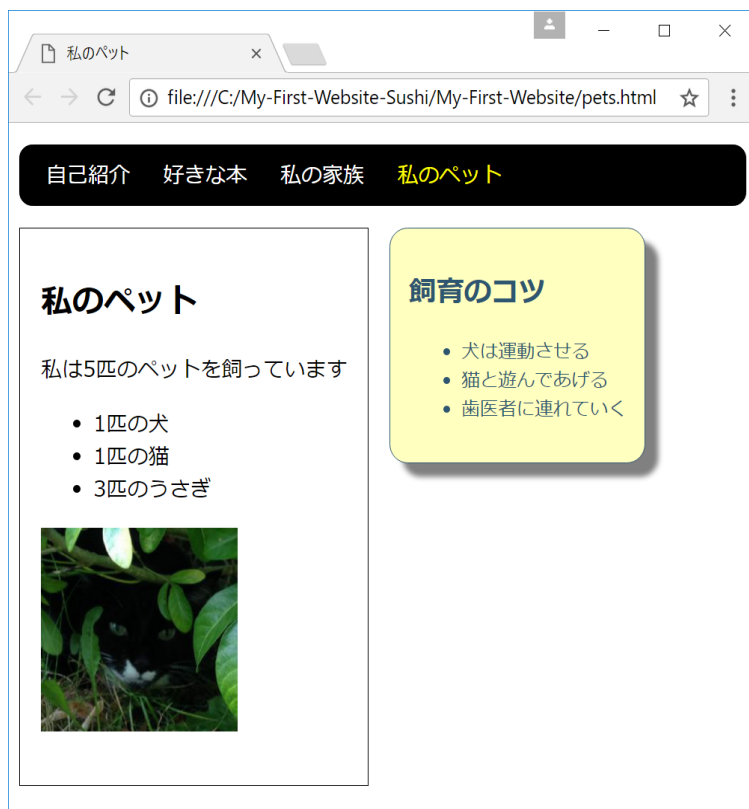 私のペット
file:///C:/My-First-Website-Sushi/My-First-Website/pets.html
自己紹介 好きな本 私の家族 私のペット
私のペット
私は5匹のペットを飼っています
1匹の犬
1匹の猫
3匹のうさぎ
飼育のコツ
犬は運動させる
猫と遊んであげる
歯医者に連れていく